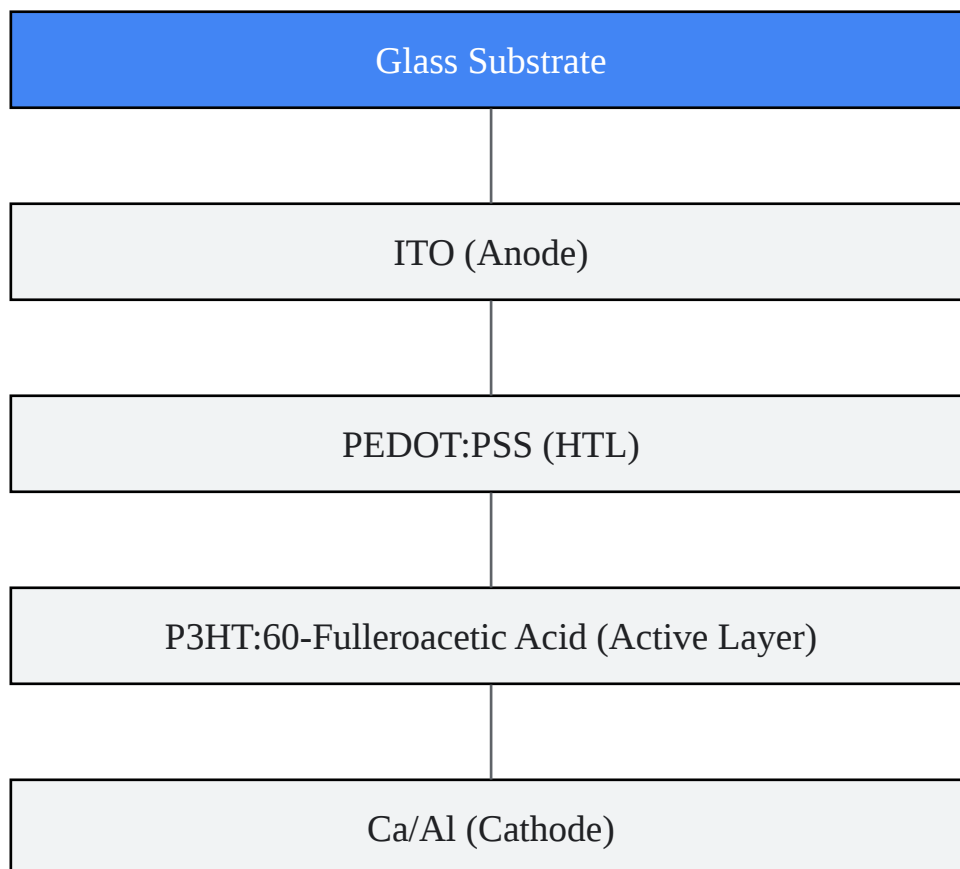 Glass Substrate
ITO (Anode)
PEDOT:PSS (HTL)
P3HT:60-Fulleroacetic Acid (Active Layer)
Ca/Al (Cathode)